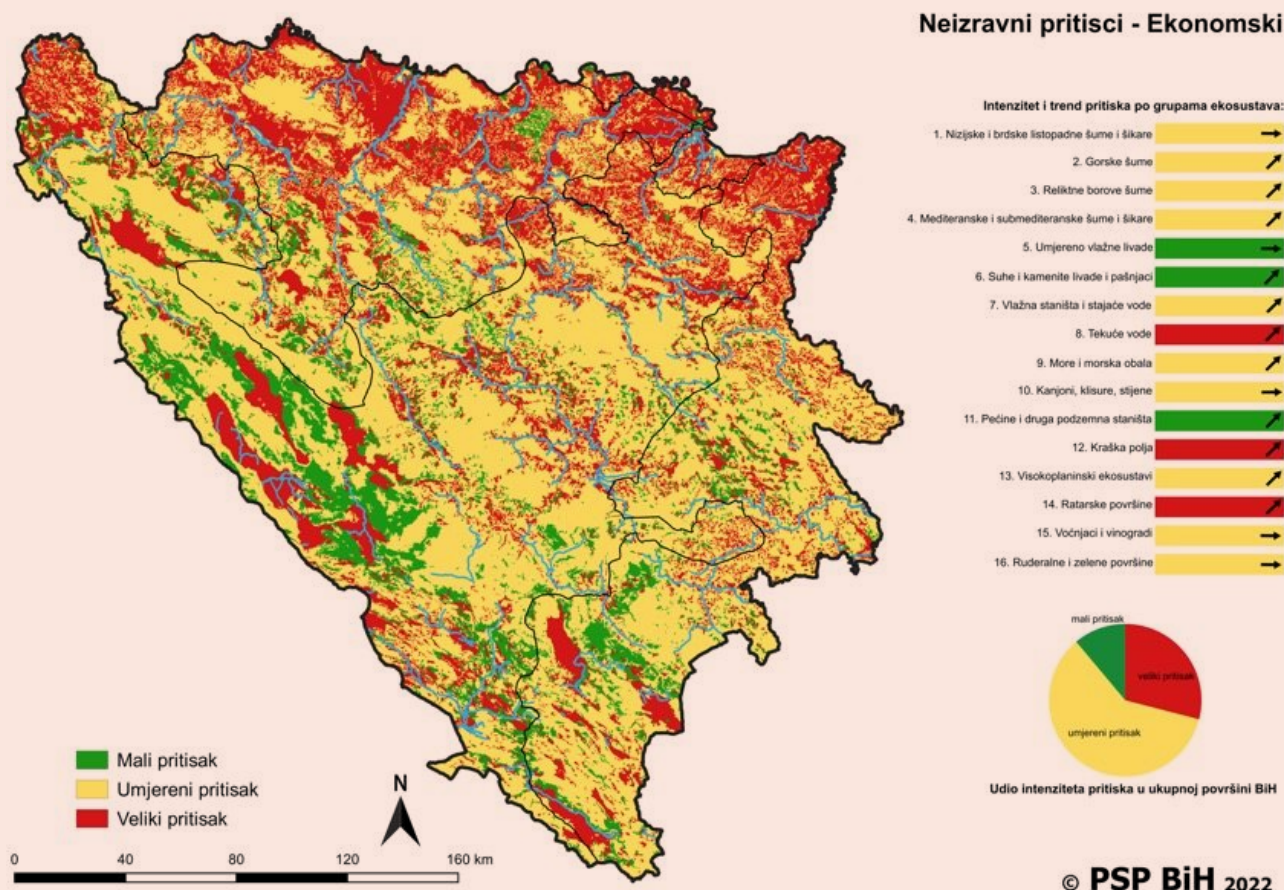 Neizravni pritisci - Ekonomski
Intenzitet i trend pritiska po grupama ekosustava:
1. Nizijske i brdske listopadne šume i šikare
2. Gorske šume
3. Reliktne borove šume
4. Mediteranske i submediteranske šume i šikare
5. Umjereno vlažne livade
6. Suhe i kamenite livade i pašnjaci
7. Vlažna staništa i stajaće vode
8. Tekuće vode
9. More i morska obala
10. Kanjoni, klisure, stijene
11. Pećine i druga podzemna staništa
12. Kraška polja
13. Visokoplaninski ekosustavi
14. Ratarske površine
15. Voćnjaci i vinogradi
16. Ruderalne i zelene površine
mali pritisak
veliki pritisak
umjereni pritisak
Udio intenziteta pritiska u ukupnoj površini BiH
Mali pritisak
Umjereni pritisak
Veliki pritisak
N
0 40 80 120 160 km
© PSP BiH 2022